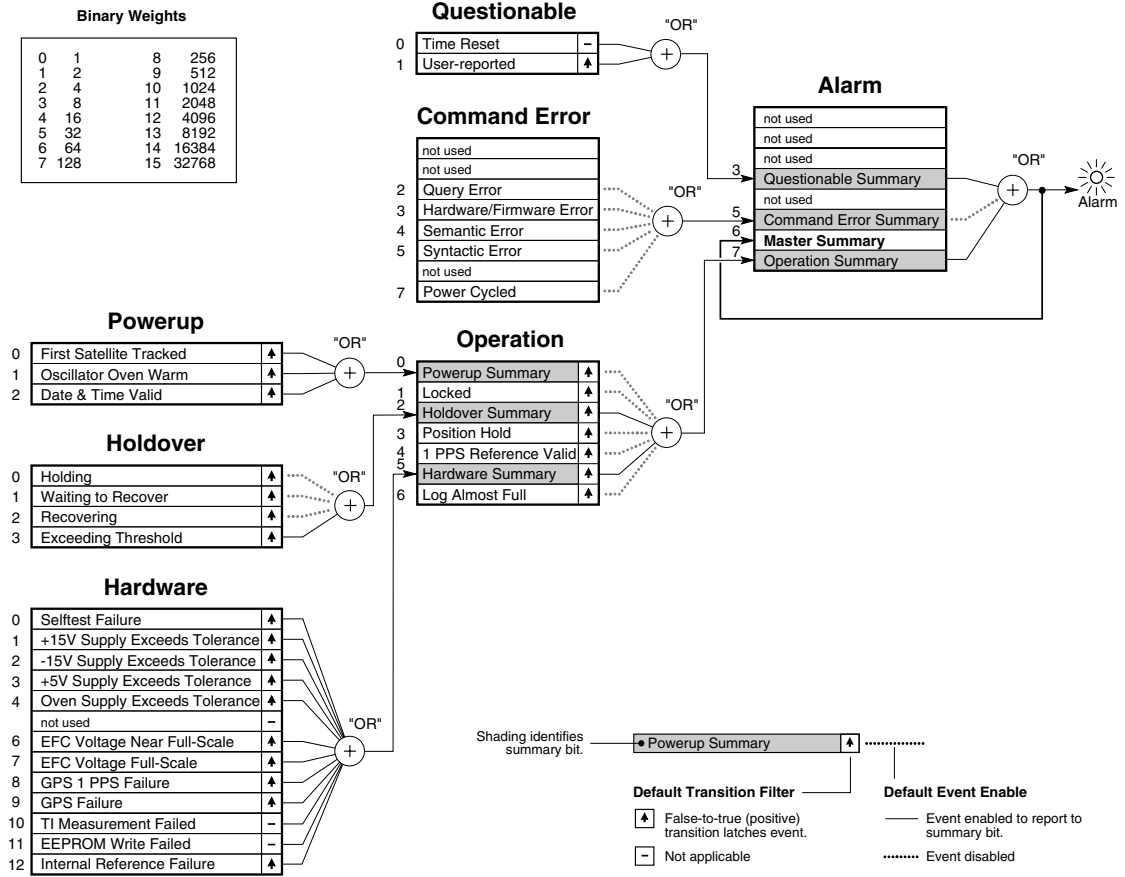 Binary Weights
0 1 8 256
1 2 9 512
2 4 10 1024
3 8 11 2048
4 16 12 4096
5 32 13 8192
6 64 14 16384
7 128 15 32768
Questionable
"OR"
0 Time Reset –
1 User-reported
Command Error
not used
not used
2 Query Error
3 Hardware/Firmware Error
4 Semantic Error
5 Syntactic Error
not used
7 Power Cycled
"OR"
Alarm
not used
not used
not used
3 Questionable Summary
not used
5 Command Error Summary
6 Master Summary
7 Operation Summary
"OR"
Alarm
Powerup
0 First Satellite Tracked
1 Oscillator Oven Warm
2 Date & Time Valid
"OR"
Operation
0 Powerup Summary
1 Locked
2 Holdover Summary
3 Position Hold
4 1 PPS Reference Valid
5 Hardware Summary
6 Log Almost Full
"OR"
Holdover
0 Holding
1 Waiting to Recover
2 Recovering
3 Exceeding Threshold
"OR"
Hardware
0 Selftest Failure
1 +15V Supply Exceeds Tolerance
2 -15V Supply Exceeds Tolerance
3 +5V Supply Exceeds Tolerance
4 Oven Supply Exceeds Tolerance
not used –
6 EFC Voltage Near Full-Scale
7 EFC Voltage Full-Scale
8 GPS 1 PPS Failure
9 GPS Failure
10 TI Measurement Failed –
11 EEPROM Write Failed –
12 Internal Reference Failure
"OR"
Shading identifies
summary bit.
Powerup Summary
Default Transition Filter
False-to-true (positive)
transition latches event.
– Not applicable
Default Event Enable
Event enabled to report to
summary bit.
Event disabled